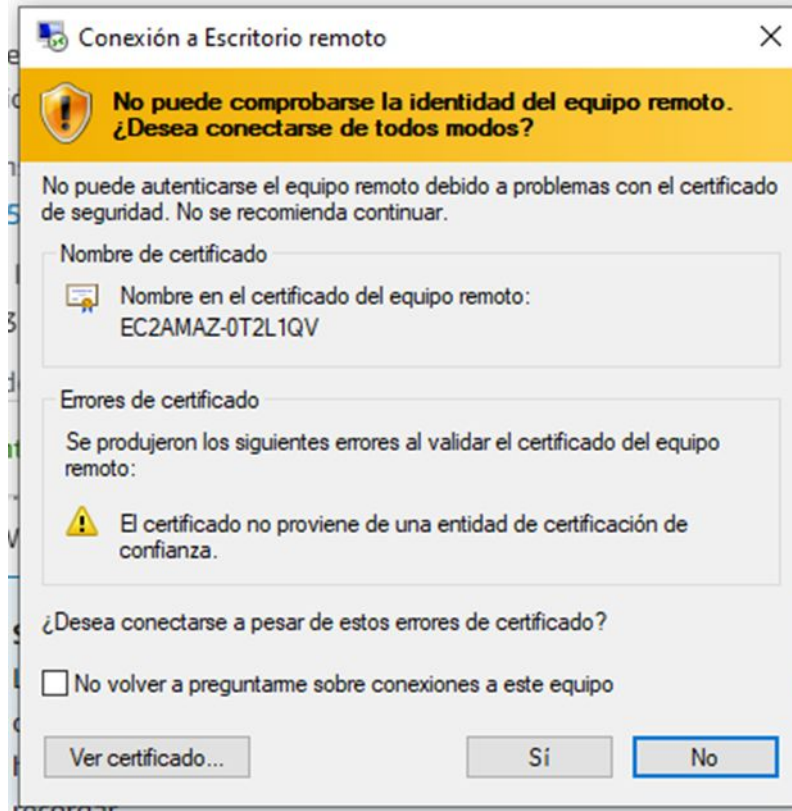 Conexión a Escritorio remoto
No puede comprobarse la identidad del equipo remoto.
¿Desea conectarse de todos modos?
No puede autenticarse el equipo remoto debido a problemas con el certificado
de seguridad. No se recomienda continuar.
Nombre de certificado
Nombre en el certificado del equipo remoto:
EC2AMAZ-0T2L1QV
Errores de certificado
Se produjeron los siguientes errores al validar el certificado del equipo
remoto:
El certificado no proviene de una entidad de certificación de
confianza.
¿Desea conectarse a pesar de estos errores de certificado?
No volver a preguntarme sobre conexiones a este equipo
Ver certificado...
Sí
No